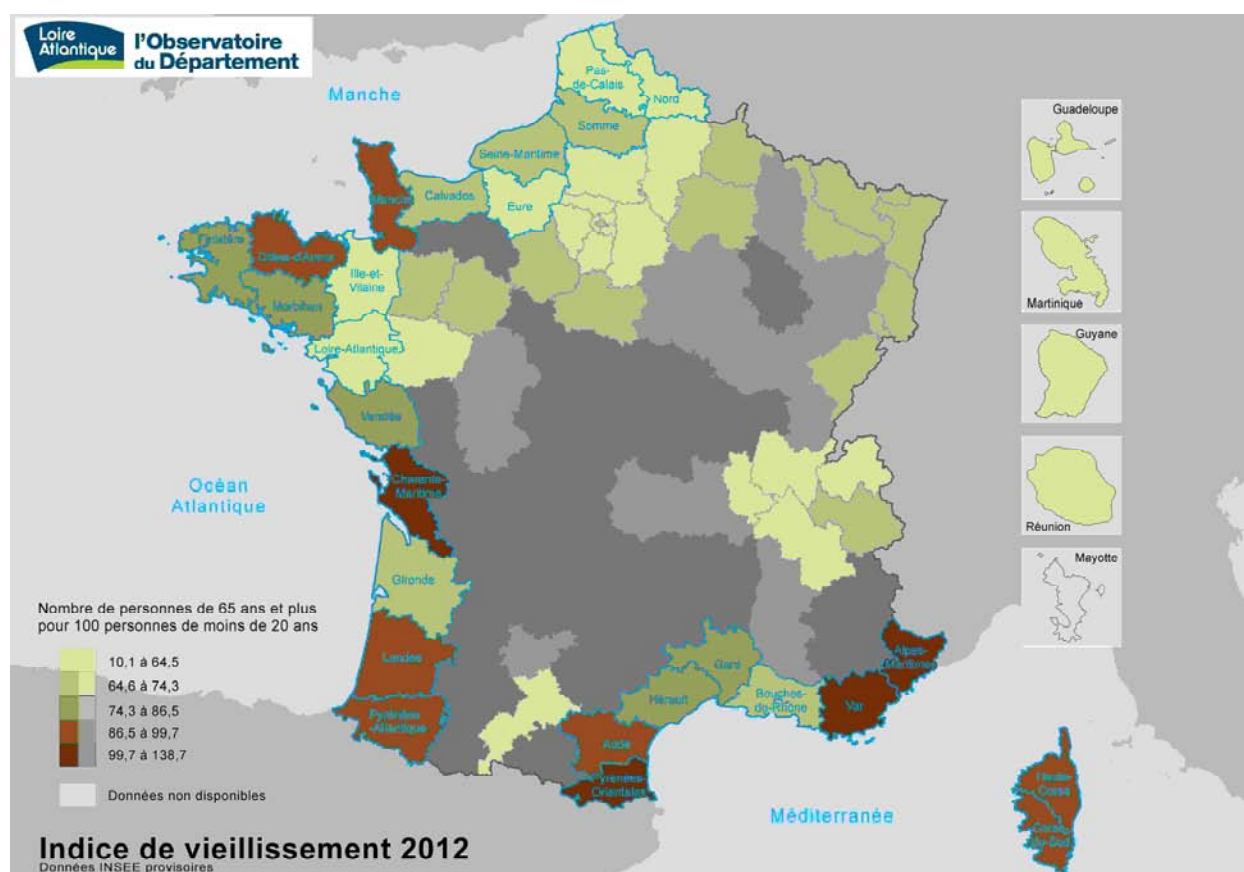 Loire
Atlantique
l'Observatoire
du Département
Manche
Pas-
de-Calais
Nord
Somme
Seine-Maritime
Calvados
Eure
Manche
Finistère
Côtes-d'Armor
Ille-et-
Vilaine
Morbihan
Loire-Atlantique
Vendée
Océan
Atlantique
Charente-
Maritime
Gironde
Landes
Pyrénées
-Atlantique
Aude
Pyrénées-
Orientales
Hérault
Gard
Bouches-
du-Rhône
Var
Alpes-
Maritimes
Haute-
Corse
Corse-
du-Sud
Méditerranée
Guadeloupe
Martinique
Guyane
Réunion
Mayotte
Nombre de personnes de 65 ans et plus
pour 100 personnes de moins de 20 ans
10,1 à 64,5
64,6 à 74,3
74,3 à 86,5
86,5 à 99,7
99,7 à 138,7
Données non disponibles
Indice de vieillissement 2012
Données INSEE provisoires